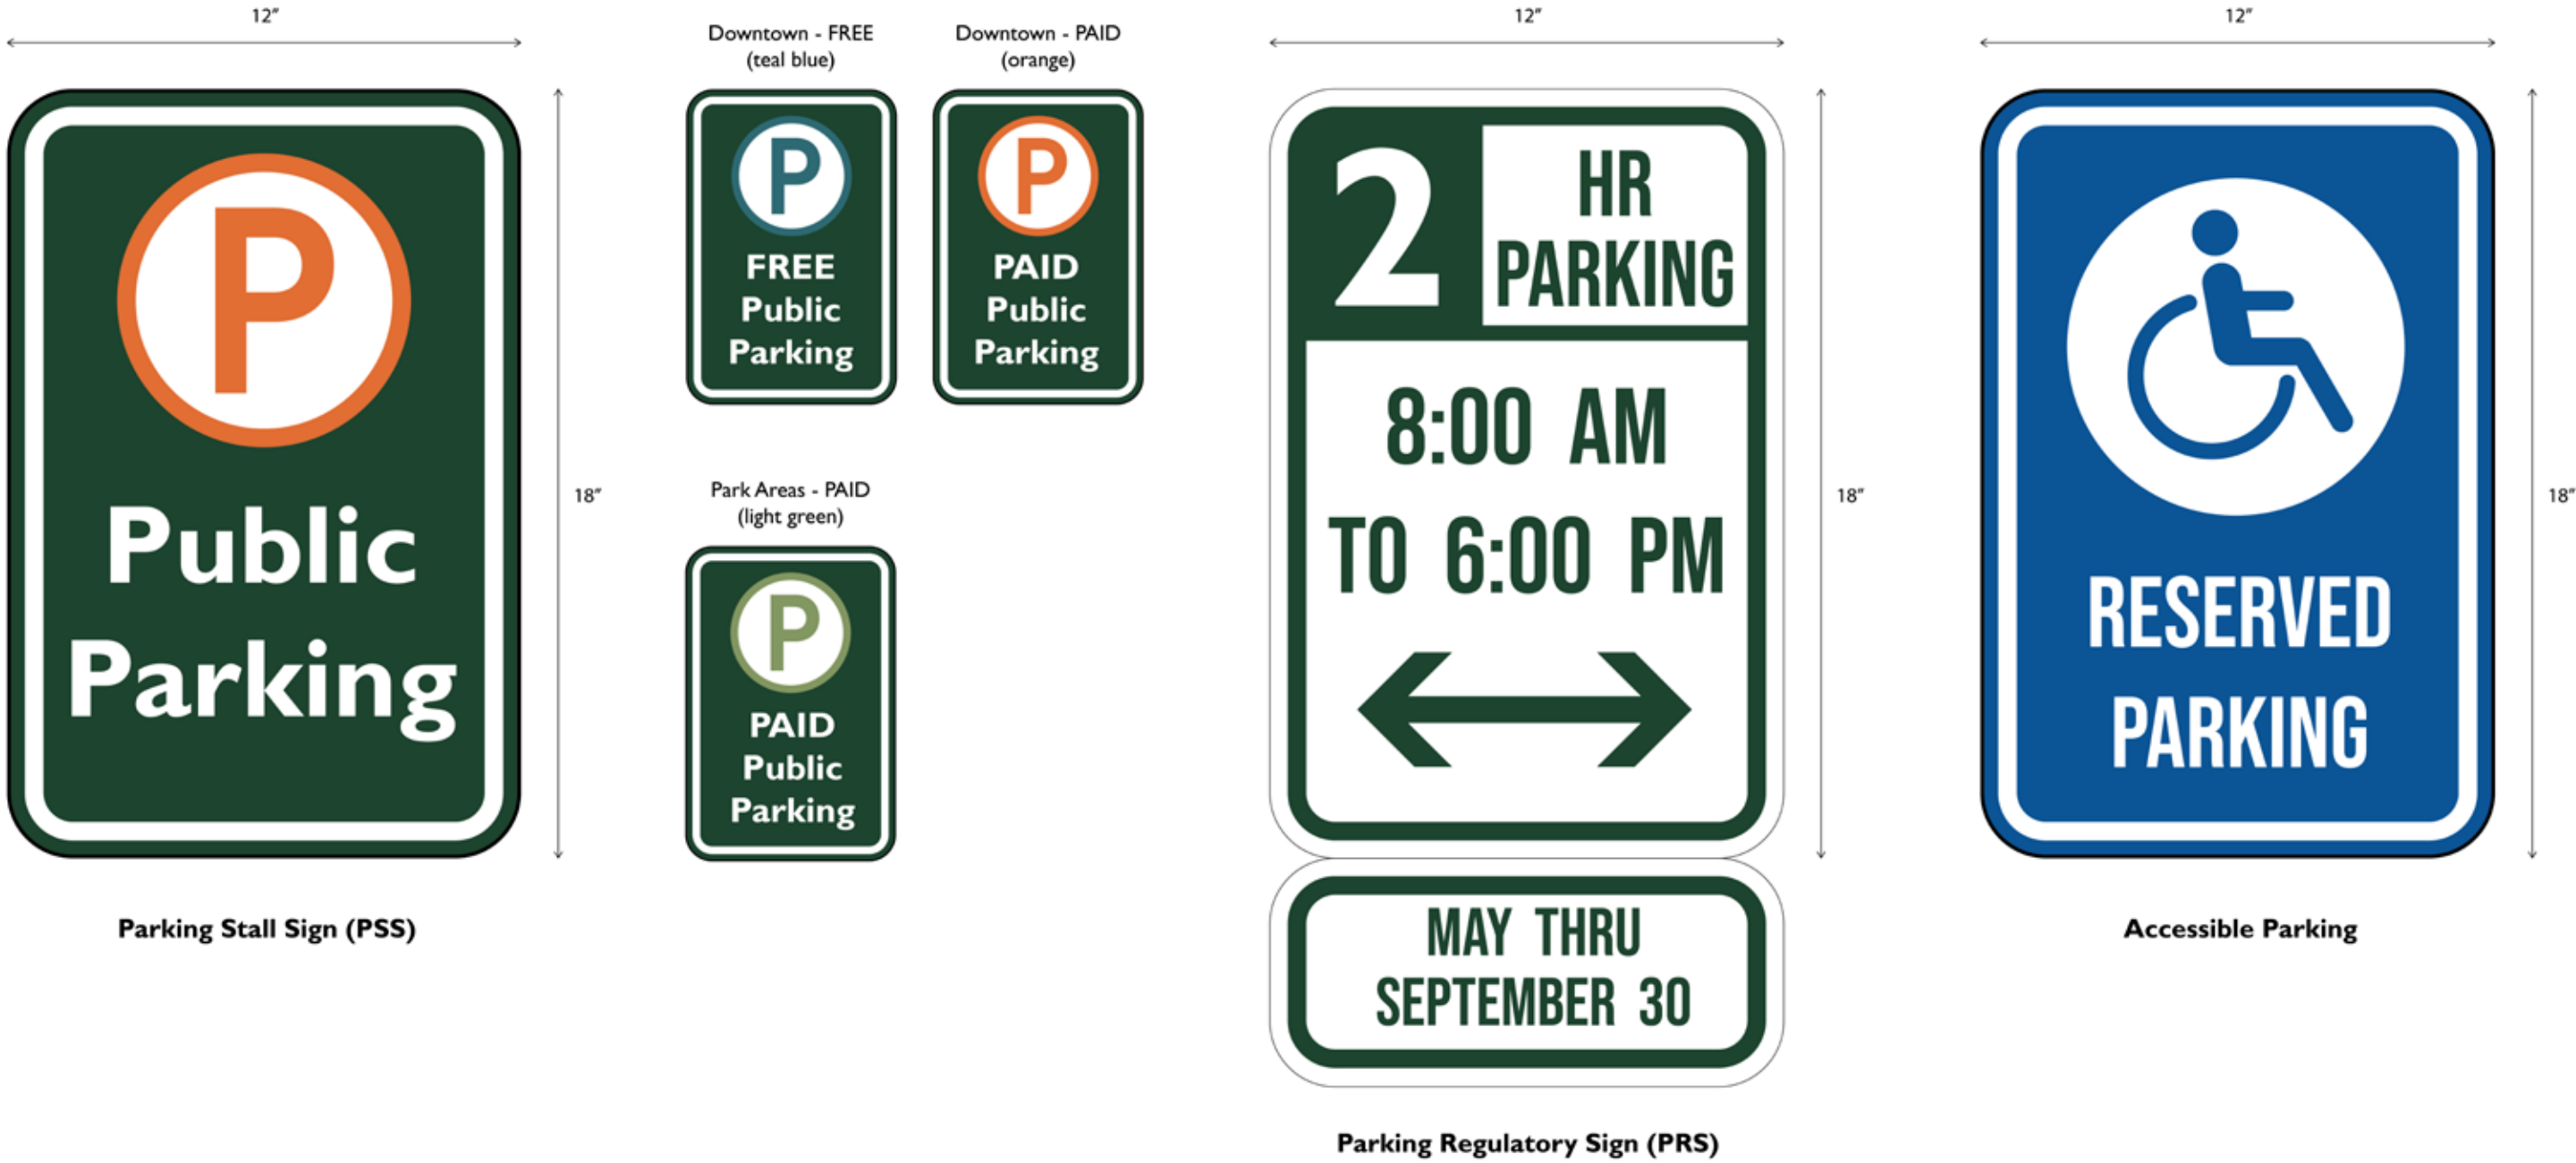 12″
P
Public
Parking
18″
Parking Stall Sign (PSS)
Downtown - FREE
(teal blue)
P
FREE
Public
Parking
Downtown - PAID
(orange)
P
PAID
Public
Parking
Park Areas - PAID
(light green)
P
PAID
Public
Parking
12″
2 HR
PARKING
8:00 AM
TO 6:00 PM
18″
MAY THRU
SEPTEMBER 30
Parking Regulatory Sign (PRS)
12″
RESERVED
PARKING
18″
Accessible Parking